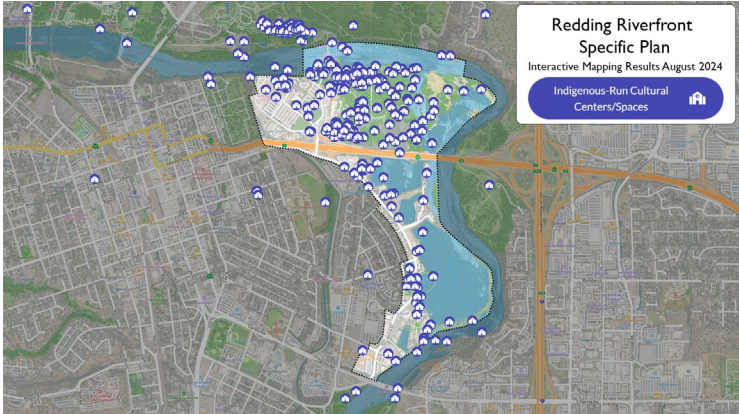 Redding Riverfront
Specific Plan
Interactive Mapping Results August 2024
Indigenous-Run Cultural
Centers/Spaces